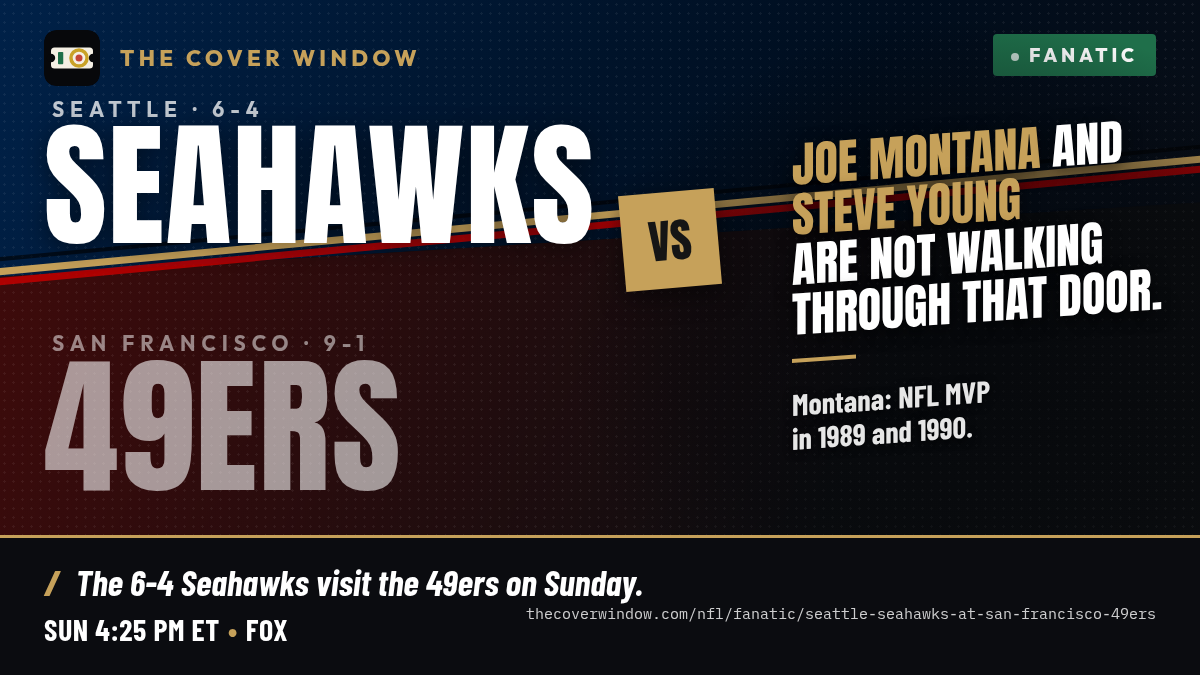 THE COVER WINDOW
FANATIC
SEATTLE · 6-4
SEAHAWKS
VS
SAN FRANCISCO · 9-1
49ERS
JOE MONTANA AND
STEVE YOUNG
ARE NOT WALKING
THROUGH THAT DOOR.
Montana: NFL MVP
in 1989 and 1990.
/ The 6-4 Seahawks visit the 49ers on Sunday.
SUN 4:25 PM ET • FOX
thecoverwindow.com/nfl/fanatic/seattle-seahawks-at-san-francisco-49ers